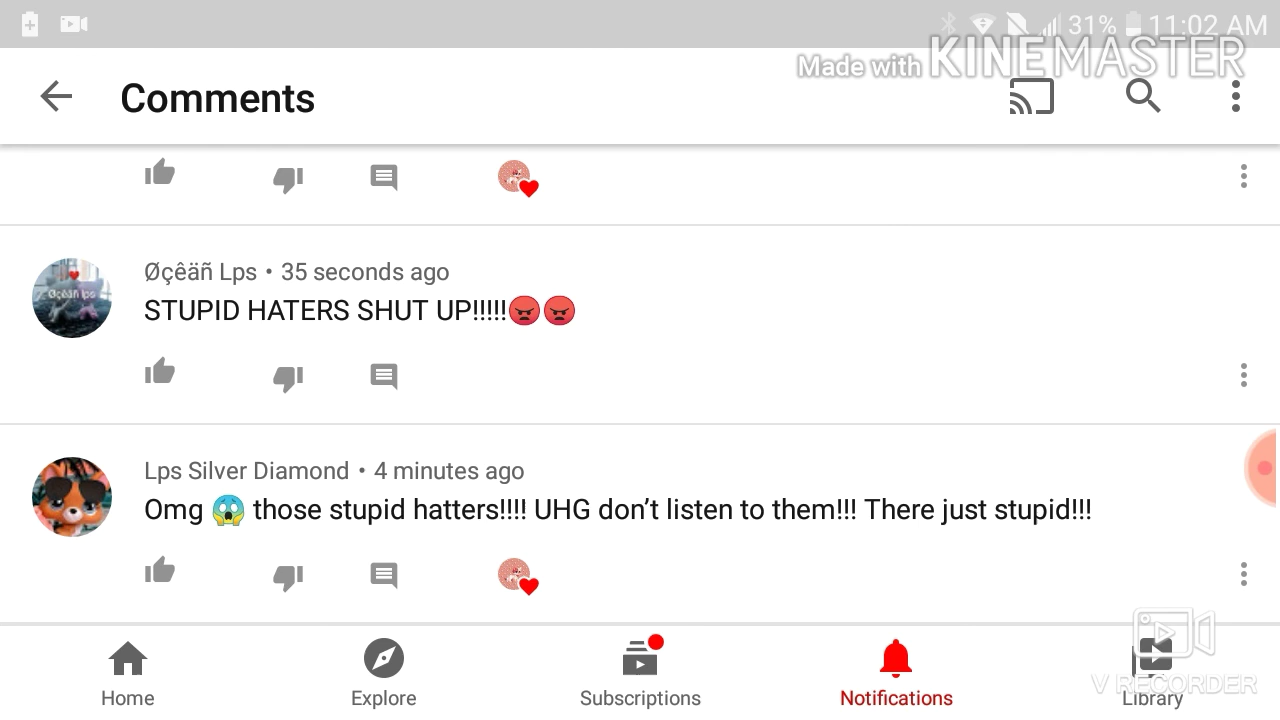 31% 11:02 AM
Made with KINEMASTER
Comments
Øçêäñ Lps • 35 seconds ago
STUPID HATERS SHUT UP!!!!!😡😡
Lps Silver Diamond • 4 minutes ago
Omg 😱 those stupid hatters!!!! UHG don’t listen to them!!! There just stupid!!!
Home Explore Subscriptions Notifications Library
V RECORDER